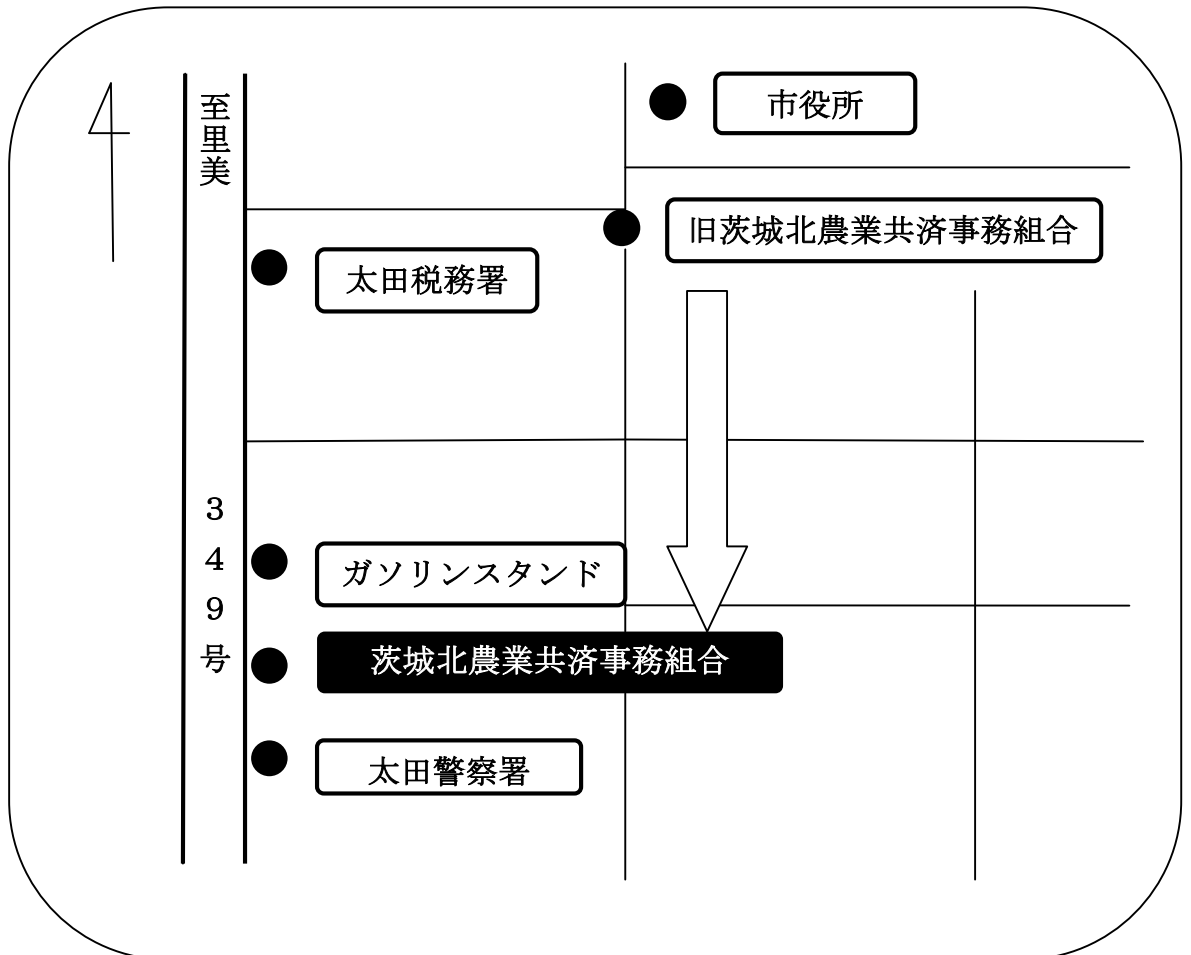 至里美
市役所
旧茨城北農業共済事務組合
太田税務署
349号
ガソリンスタンド
茨城北農業共済事務組合
太田警察署